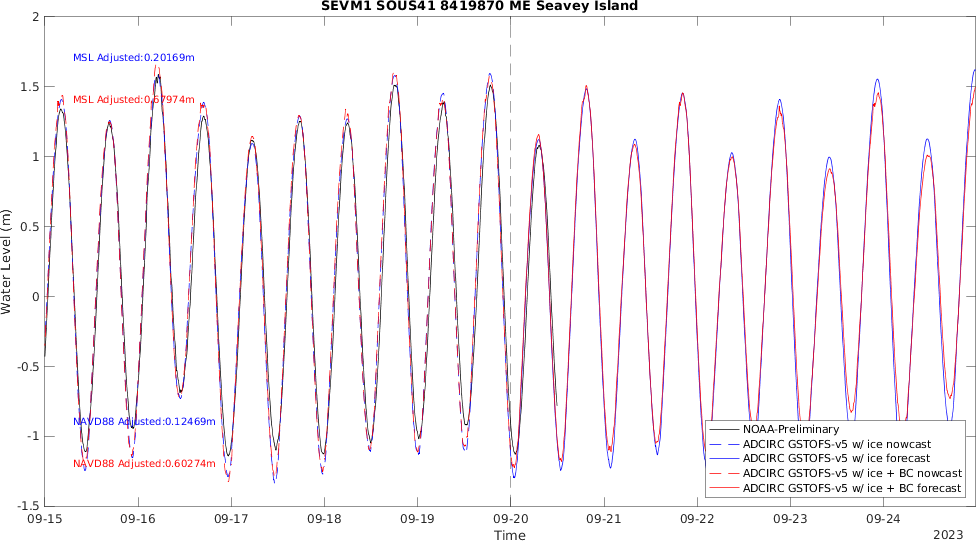 SEVM1 SOUS41 8419870 ME Seavey Island
2
MSL Adjusted:0.20169m
1.5
MSL Adjusted:0.67974m
1
0.5
Water Level (m)
0
-0.5
NAVD88 Adjusted:0.12469m
-1
NAVD88 Adjusted:0.60274m
-1.5
NOAA-Preliminary
ADCIRC GSTOFS-v5 w/ ice nowcast
ADCIRC GSTOFS-v5 w/ ice forecast
ADCIRC GSTOFS-v5 w/ ice + BC nowcast
ADCIRC GSTOFS-v5 w/ ice + BC forecast
09-15 09-16 09-17 09-18 09-19 09-20 09-21 09-22 09-23 09-24
Time
2023